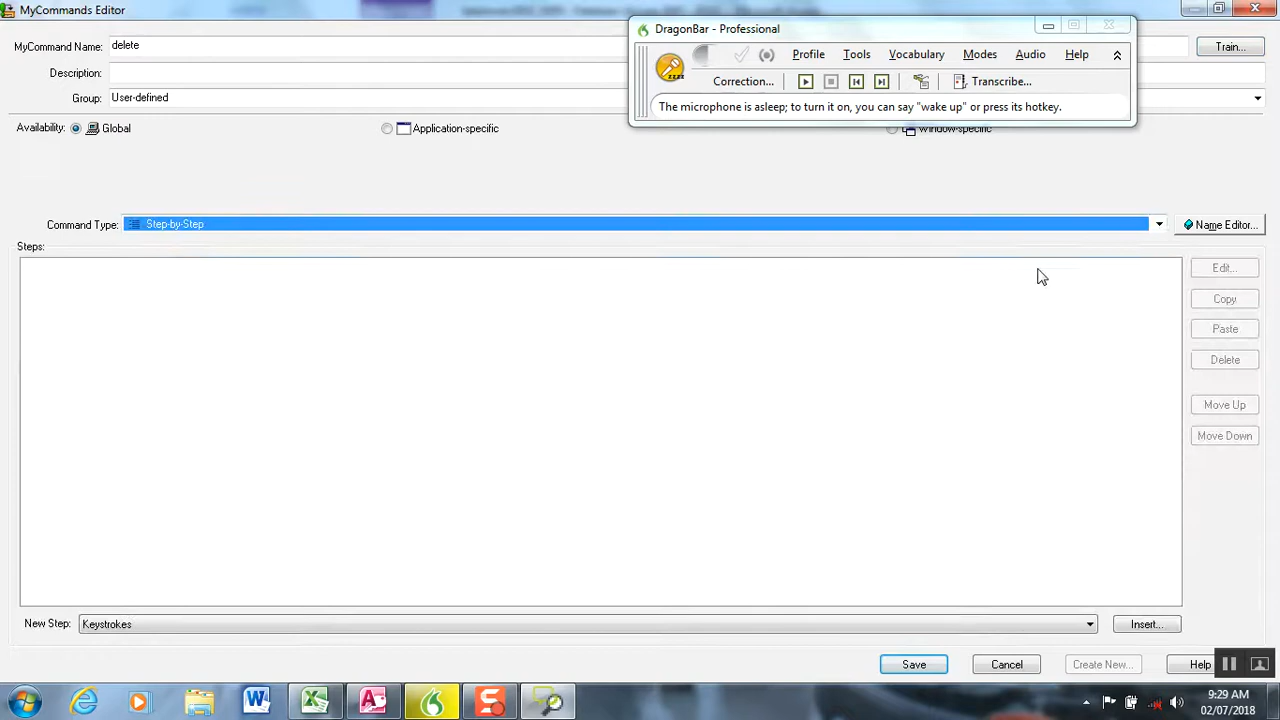 MyCommands Editor
DragonBar - Professional
MyCommand Name: delete
Train...
Profile Tools Vocabulary Modes Audio Help
Description:
zzzz
Correction... Transcribe...
Group: User-defined
The microphone is asleep; to turn it on, you can say "wake up" or press its hotkey.
Availability: Global Application-specific Window-specific
Command Type: Step-by-Step Name Editor...
Steps:
Edit...
Copy
Paste
Delete
Move Up
Move Down
New Step: Keystrokes Insert...
Save Cancel Create New... Help
9:29 AM
02/07/2018